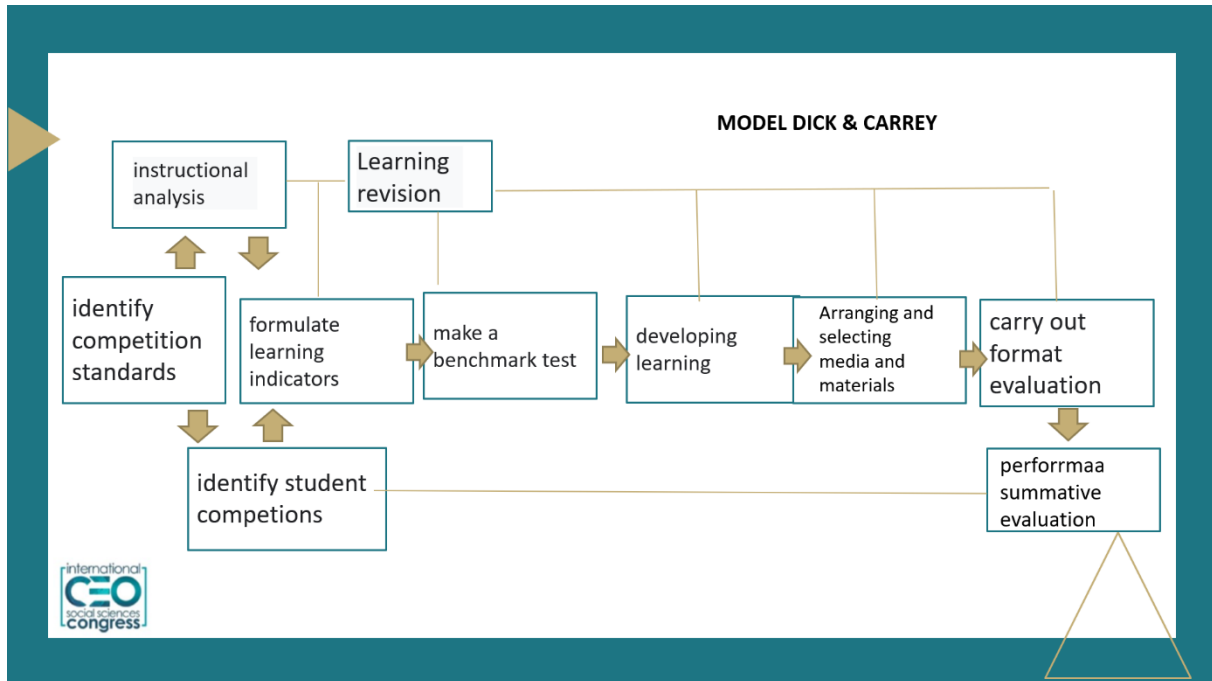 MODEL DICK & CARREY
instructional
analysis
Learning
revision
identify
competition
standards
formulate
learning
indicators
make a
benchmark test
developing
learning
Arranging and
selecting
media and
materials
carry out
format
evaluation
identify student
competions
perforrmaa
summative
evaluation
international
CEO
social sciences
congress